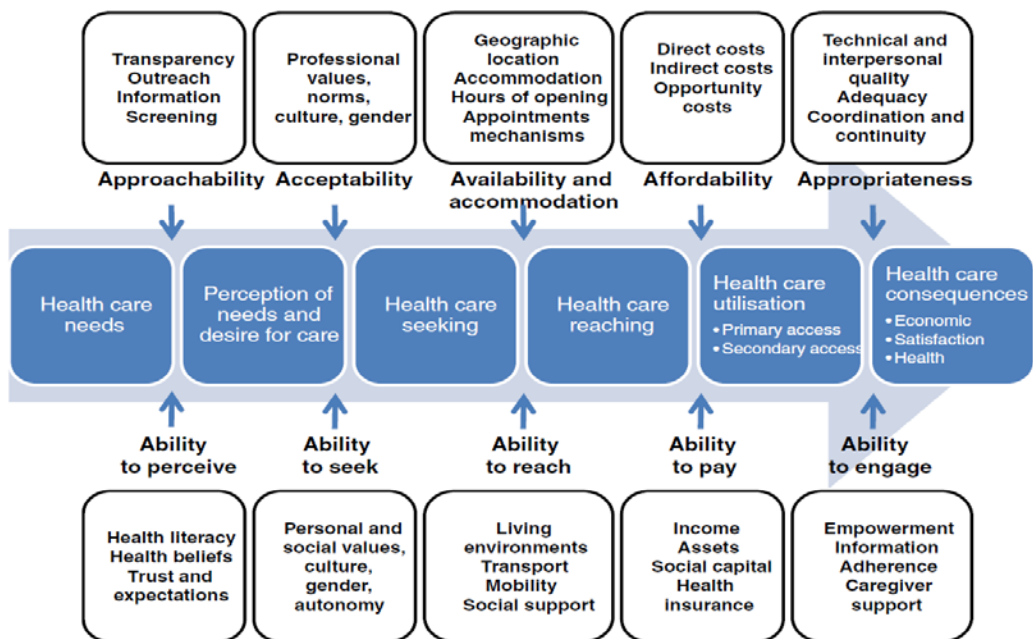 Transparency
Outreach
Information
Screening
Professional
values,
norms,
culture, gender
Geographic
location
Accommodation
Hours of opening
Appointments
mechanisms
Direct costs
Indirect costs
Opportunity
costs
Technical and
interpersonal
quality
Adequacy
Coordination and
continuity
Approachability
Acceptability
Availability and
accommodation
Affordability
Appropriateness
Health care
needs
Perception of
needs and
desire for care
Health care
seeking
Health care
reaching
Health care
utilisation
• Primary access
• Secondary access
Health care
consequences
• Economic
• Satisfaction
• Health
Ability
to perceive
Ability
to seek
Ability
to reach
Ability
to pay
Ability
to engage
Health literacy
Health beliefs
Trust and
expectations
Personal and
social values,
culture,
gender,
autonomy
Living
environments
Transport
Mobility
Social support
Income
Assets
Social capital
Health
insurance
Empowerment
Information
Adherence
Caregiver
support